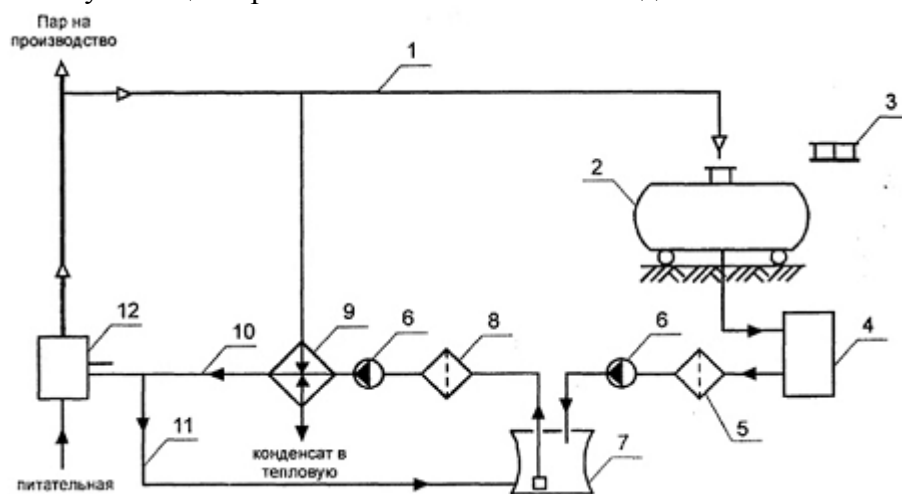 Пар на
производство
1
3
2
12
9
6
8
10
6
4
11
5
7
конденсат в
тепловую
питательная